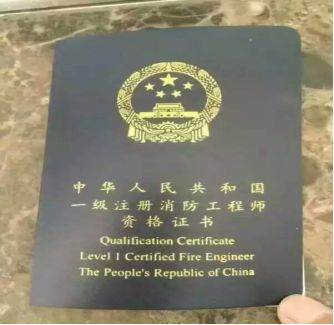 中华人民共和国
一级注册消防工程师
资格证书
Qualification Certificate
Level 1 Certified Fire Engineer
The People's Republic of China